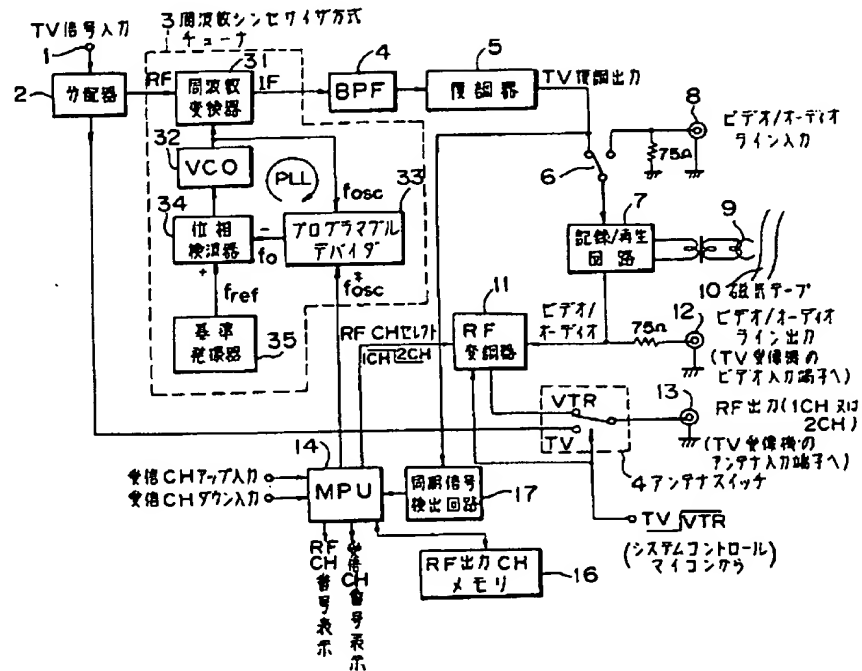 3 周波数シンセサイザ方式
チューナ
TV信号入力
1
2
分配器
RF
31
周波数
変換器
IF
4
BPF
5
復調器
TV復調出力
8
ビデオ/オーディオ
ライン入力
75Ω
6
32
VCO
PLL
fosc
33
プログラマブル
デバイダ
34
位相
検波器
-
+
fo
fref
f*osc
35
基準
発振器
7
記録/再生
回路
9
10 磁気テープ
11
RF
変調器
RF CHセレクト
1CH 2CH
ビデオ/
オーディオ
75Ω
12
ビデオ/オーディオ
ライン出力
(TV受像機の
ビデオ入力端子へ)
13
RF出力(1CH又は
2CH)
(TV受像機の
アンテナ入力端子へ)
VTR
TV
4 アンテナスイッチ
TV VTR
(システムコントロール
マイコンから)
14
MPU
受信CHアップ入力
受信CHダウン入力
同期信号
検出回路
17
RF出力CH
メモリ
16
RF CH番号表示
受信CH番号表示